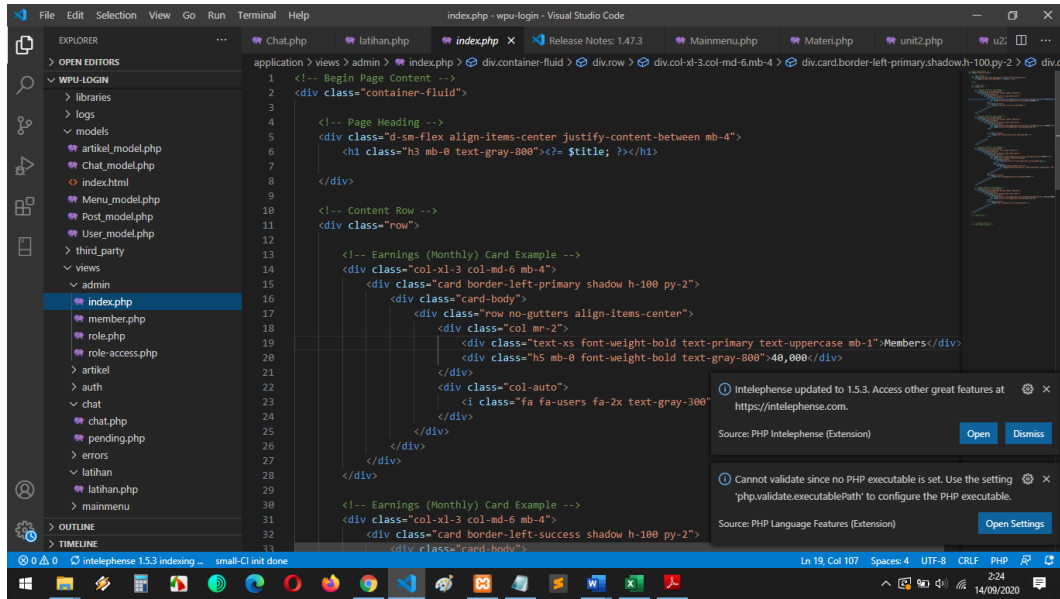 File Edit Selection View Go Run Terminal Help
index.php - wpu-login - Visual Studio Code
EXPLORER
Chat.php latihan.php index.php Release Notes: 1.47.3 Mainmenu.php Materi.php unit2.php
OPEN EDITORS
application > views > admin > index.php > div.container-fluid > div.row > div.col-xl-3.col-md-6.mb-4 > div.card.border-left-primary.shadow.h-100.py-2 >
WPU-LOGIN
libraries
logs
models
artikel_model.php
Chat_model.php
index.html
Menu_model.php
Post_model.php
User_model.php
third_party
views
admin
index.php
member.php
role.php
role-access.php
artikel
auth
chat
chat.php
pending.php
errors
latihan
latihan.php
mainmenu
OUTLINE
TIMELINE
1 <!-- Begin Page Content -->
2 <div class="container-fluid">
3
4 <!-- Page Heading -->
5 <div class="d-sm-flex align-items-center justify-content-between mb-4">
6 <h1 class="h3 mb-0 text-gray-800"><?= $title; ?></h1>
7
8 </div>
9
10 <!-- Content Row -->
11 <div class="row">
12
13 <!-- Earnings (Monthly) Card Example -->
14 <div class="col-xl-3 col-md-6 mb-4">
15 <div class="card border-left-primary shadow h-100 py-2">
16 <div class="card-body">
17 <div class="row no-gutters align-items-center">
18 <div class="col mr-2">
19 <div class="text-xs font-weight-bold text-primary text-uppercase mb-1">Members</div>
20 <div class="h5 mb-0 font-weight-bold text-gray-800">40,000</div>
21 </div>
22 <div class="col-auto">
23 <i class="fa fa-users fa-2x text-gray-300"
24 </div>
25 </div>
26 </div>
27 </div>
28 </div>
29
30 <!-- Earnings (Monthly) Card Example -->
31 <div class="col-xl-3 col-md-6 mb-4">
32 <div class="card border-left-success shadow h-100 py-2">
33 <div class="card-body">
Intelephense updated to 1.5.3. Access other great features at
https://intelephense.com.
Source: PHP Intelephense (Extension)
Open Dismiss
Cannot validate since no PHP executable is set. Use the setting
'php.validate.executablePath' to configure the PHP executable.
Source: PHP Language Features (Extension)
Open Settings
0 0 intelephense 1.5.3 indexing ... small-CI init done
Ln 19, Col 107 Spaces: 4 UTF-8 CRLF PHP
2:24
14/09/2020